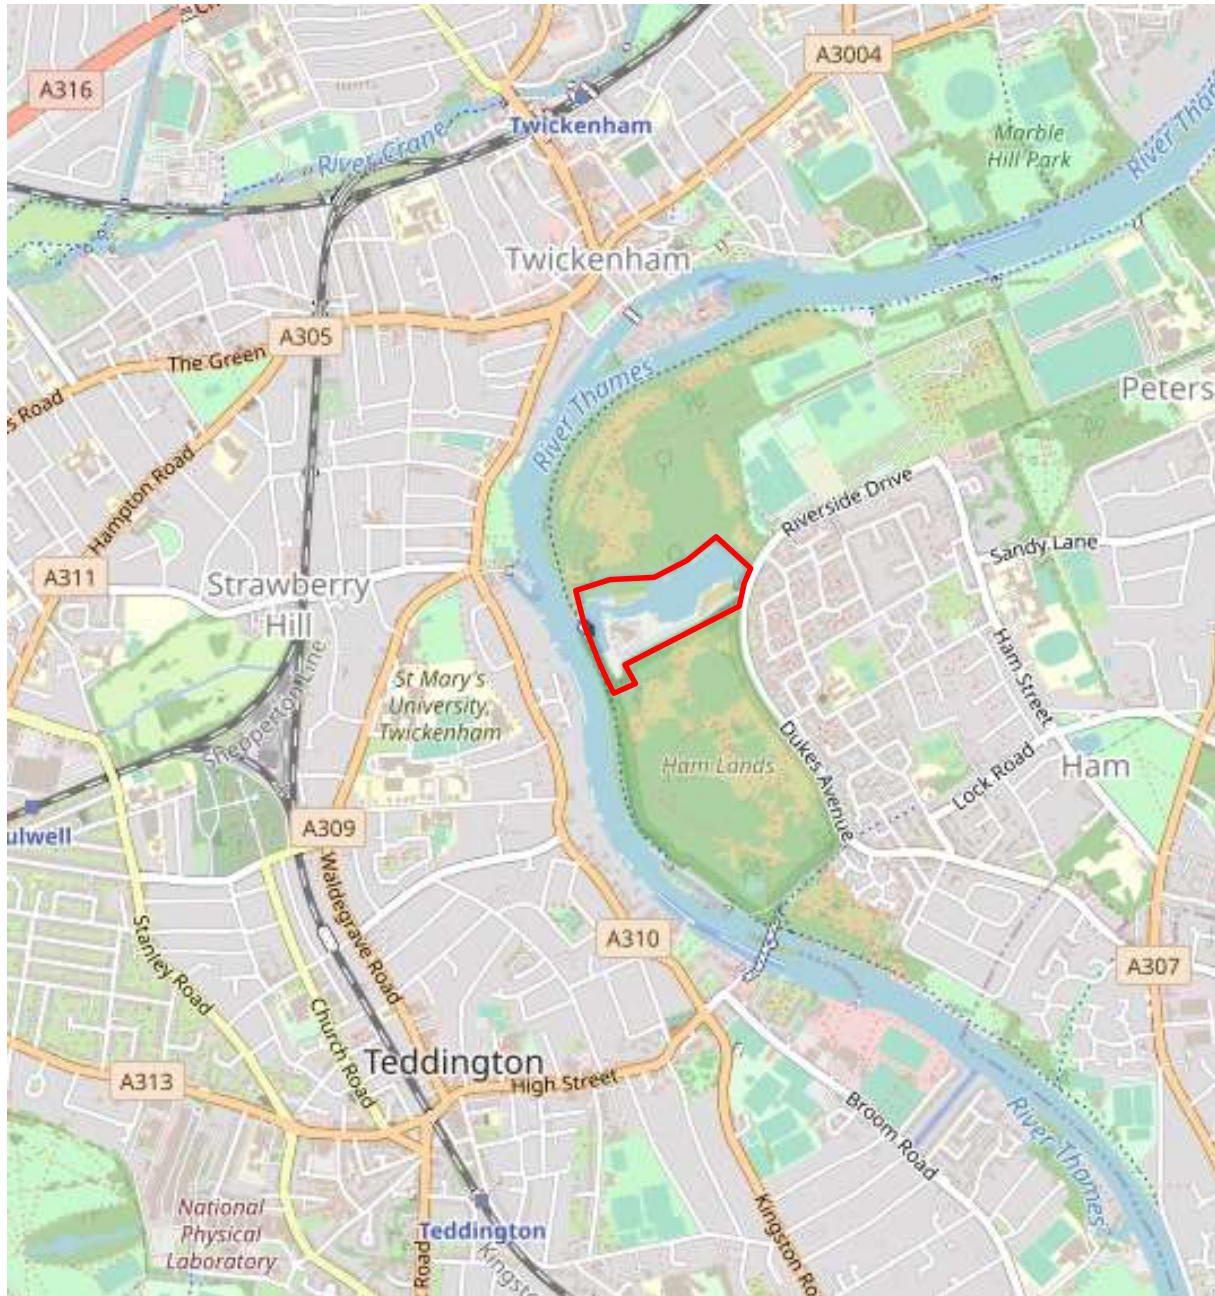 A316
A3004
Twickenham
River Crane
Marble
Hill Park
River Tha
Twickenham
River Thames
A305
The Green
Peters
s Road
Hampton Road
Riverside Drive
Sandy Lane
A311
Strawberry
Hill
Shepperton Line
St Mary's
University,
Twickenham
Ham Street
Dukes Avenue
Ham Lands
Lock Road
Ham
ulwell
A309
Waldegrave Road
Stanley Road
A310
A307
Church Road
Teddington
High Street
A313
Broom Road
River Thames
National
Physical
Laboratory
Teddington
Road
Kingst
Kingston Ro